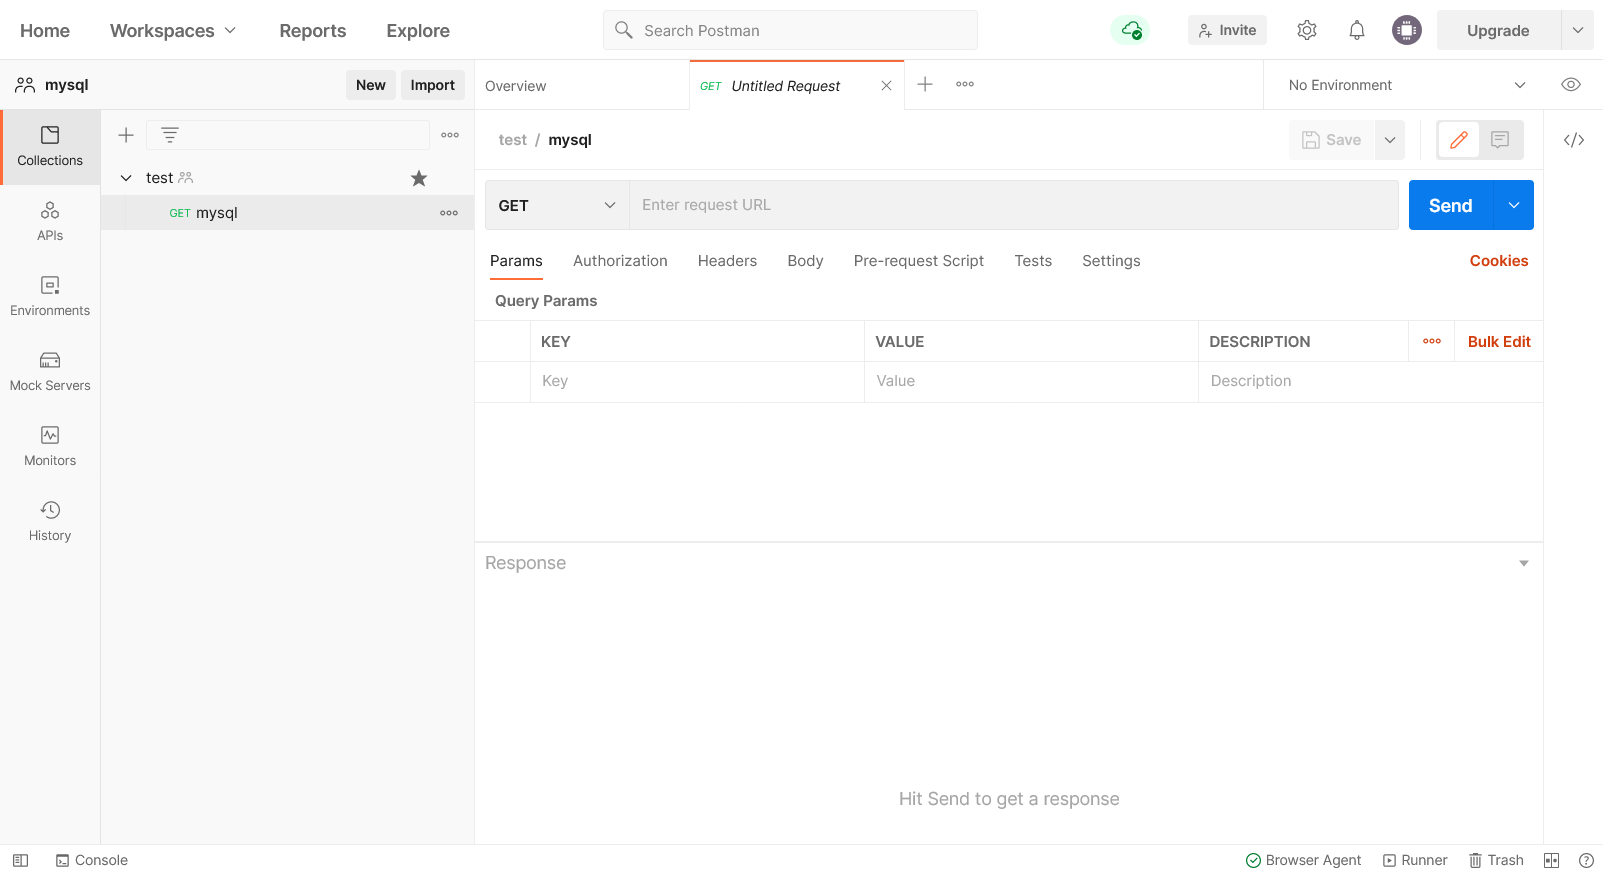 Home Workspaces Reports Explore Search Postman Invite Upgrade
mysql New Import Overview GET Untitled Request No Environment
Collections
test
GET mysql
APIs
Environments
Mock Servers
Monitors
History
test / mysql Save
GET Enter request URL Send
Params Authorization Headers Body Pre-request Script Tests Settings Cookies
Query Params
KEY VALUE DESCRIPTION Bulk Edit
Key Value Description
Response
Hit Send to get a response
Console Browser Agent Runner Trash